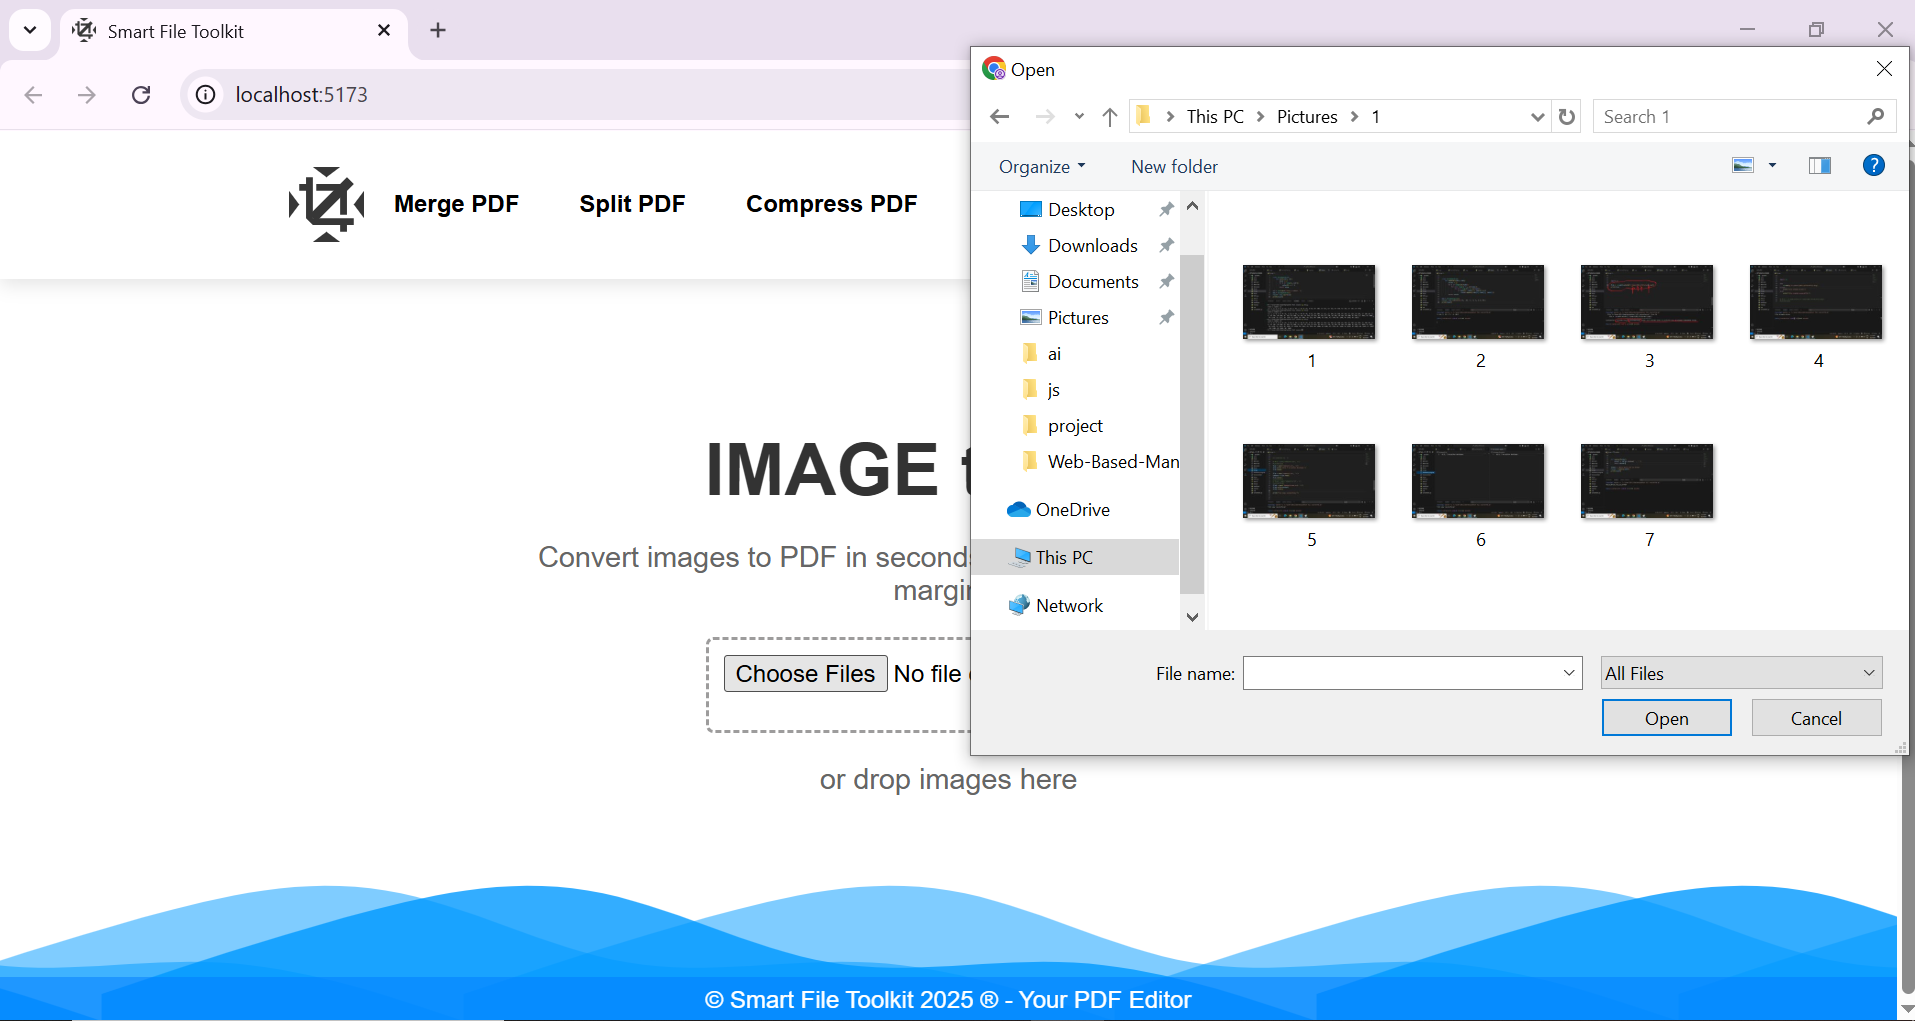 Smart File Toolkit
localhost:5173
Merge PDF
Split PDF
Compress PDF
IMAGE
Convert images to PDF in seconds
or drop images here
Choose Files
No file
© Smart File Toolkit 2025 ® - Your PDF Editor
Open
This PC
Pictures
1
Search 1
Organize
New folder
Desktop
Downloads
Documents
Pictures
ai
js
project
Web-Based-Man
OneDrive
This PC
Network
1
2
3
4
5
6
7
File name:
All Files
Open
Cancel